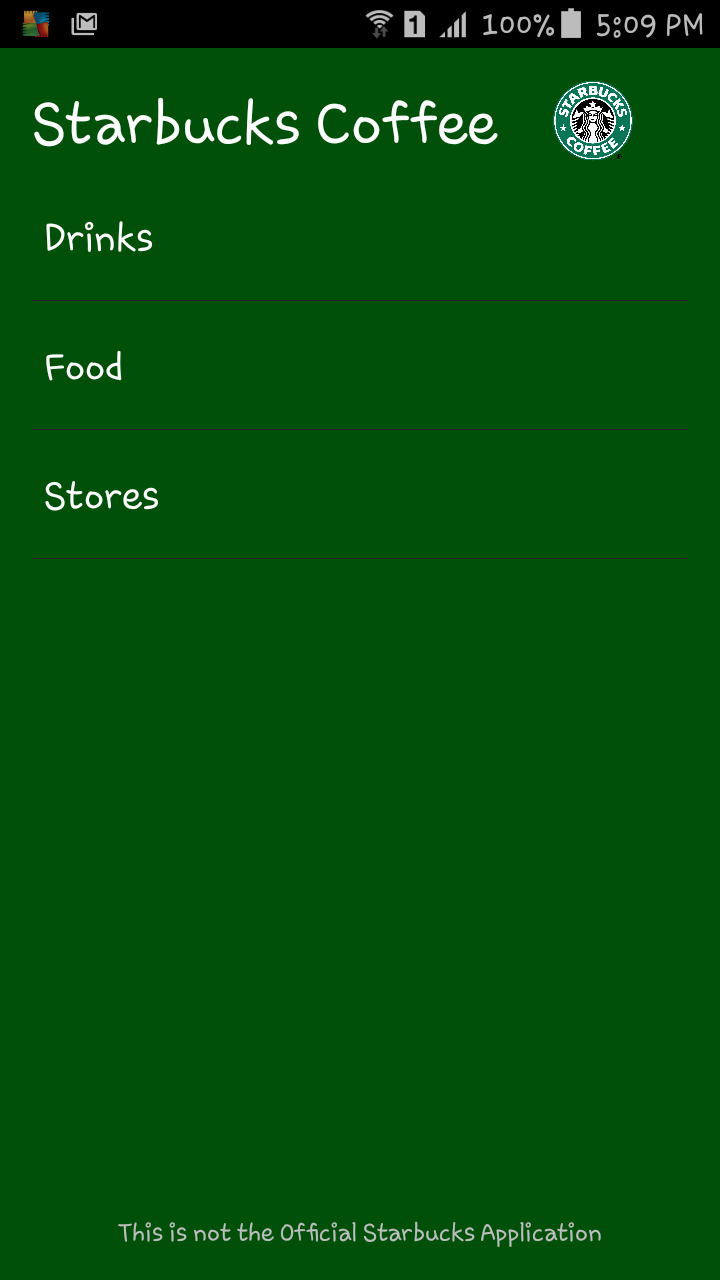 1 100% 5:09 PM
Starbucks Coffee
STARBUCKS
COFFEE
Drinks
Food
Stores
This is not the Official Starbucks Application